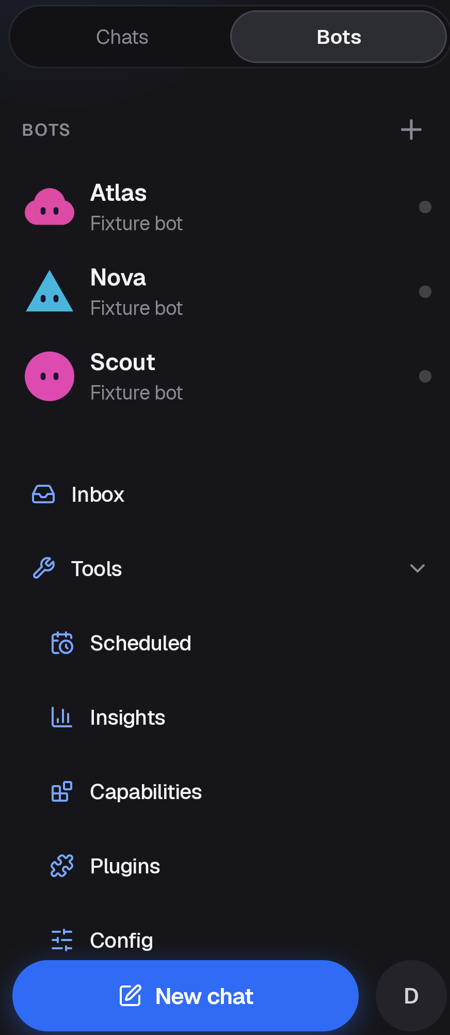 Chats
Bots
BOTS
Atlas
Fixture bot
Nova
Fixture bot
Scout
Fixture bot
Inbox
Tools
Scheduled
Insights
Capabilities
Plugins
Config
New chat
D